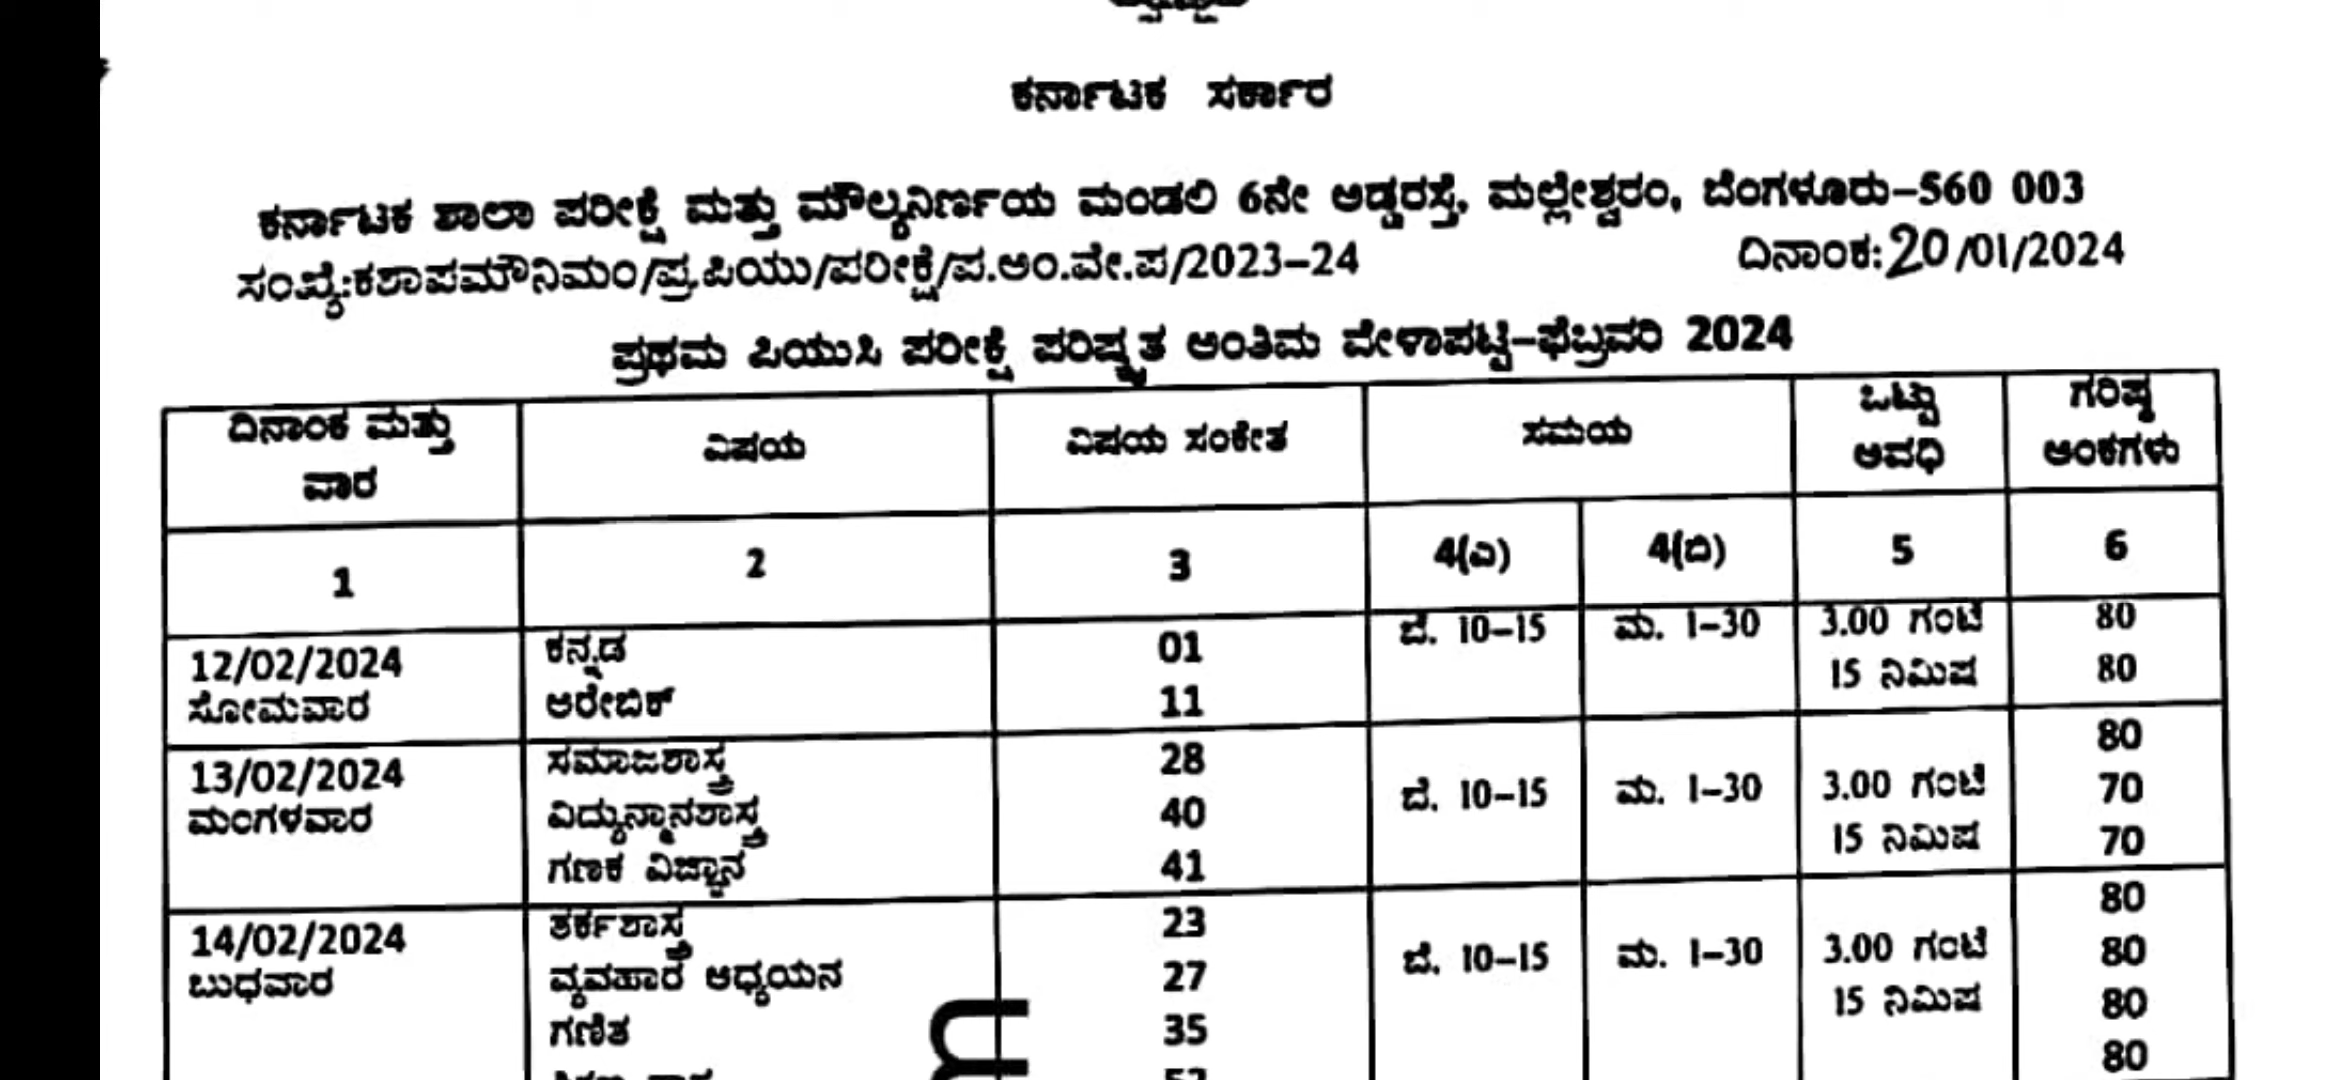 ಕರ್ನಾಟಕ ಸರ್ಕಾರ
ಕರ್ನಾಟಕ ಶಾಲಾ ಪರೀಕ್ಷೆ ಮತ್ತು ಮೌಲ್ಯನಿರ್ಣಯ ಮಂಡಲಿ 6ನೇ ಅಡ್ಡರಸ್ತೆ, ಮಲ್ಲೇಶ್ವರಂ, ಬೆಂಗಳೂರು-560 003
ಸಂಖ್ಯೆ:ಕಶಾಪಮೌನಿಮಂ/ಪ್ರ.ಪಿಯು/ಪರೀಕ್ಷೆ/ಪ.ಅಂ.ವೇ.ಪ/2023-24 ದಿನಾಂಕ:20/01/2024
ಪ್ರಥಮ ಪಿಯುಸಿ ಪರೀಕ್ಷೆ ಪರಿಷ್ಕೃತ ಅಂತಿಮ ವೇಳಾಪಟ್ಟಿ-ಫೆಬ್ರವರಿ 2024
ದಿನಾಂಕ ಮತ್ತು ವಾರ ವಿಷಯ ವಿಷಯ ಸಂಕೇತ ಸಮಯ ಒಟ್ಟು ಅವಧಿ ಗರಿಷ್ಠ ಅಂಕಗಳು
1 2 3 4(ಎ) 4(ಬಿ) 5 6
12/02/2024 ಕನ್ನಡ 01 ಬೆ. 10-15 ಮ. 1-30 3.00 ಗಂಟೆ 80
ಸೋಮವಾರ ಅರೇಬಿಕ್ 11 15 ನಿಮಿಷ 80
13/02/2024 ಸಮಾಜಶಾಸ್ತ್ರ 28 80
ಮಂಗಳವಾರ ವಿದ್ಯುನ್ಮಾನಶಾಸ್ತ್ರ 40 ಬೆ. 10-15 ಮ. 1-30 3.00 ಗಂಟೆ 70
ಗಣಕ ವಿಜ್ಞಾನ 41 15 ನಿಮಿಷ 70
14/02/2024 ತರ್ಕಶಾಸ್ತ್ರ 23 80
ಬುಧವಾರ ವ್ಯವಹಾರ ಅಧ್ಯಯನ 27 ಬೆ. 10-15 ಮ. 1-30 3.00 ಗಂಟೆ 80
ಗಣಿತ 35 15 ನಿಮಿಷ 80
80